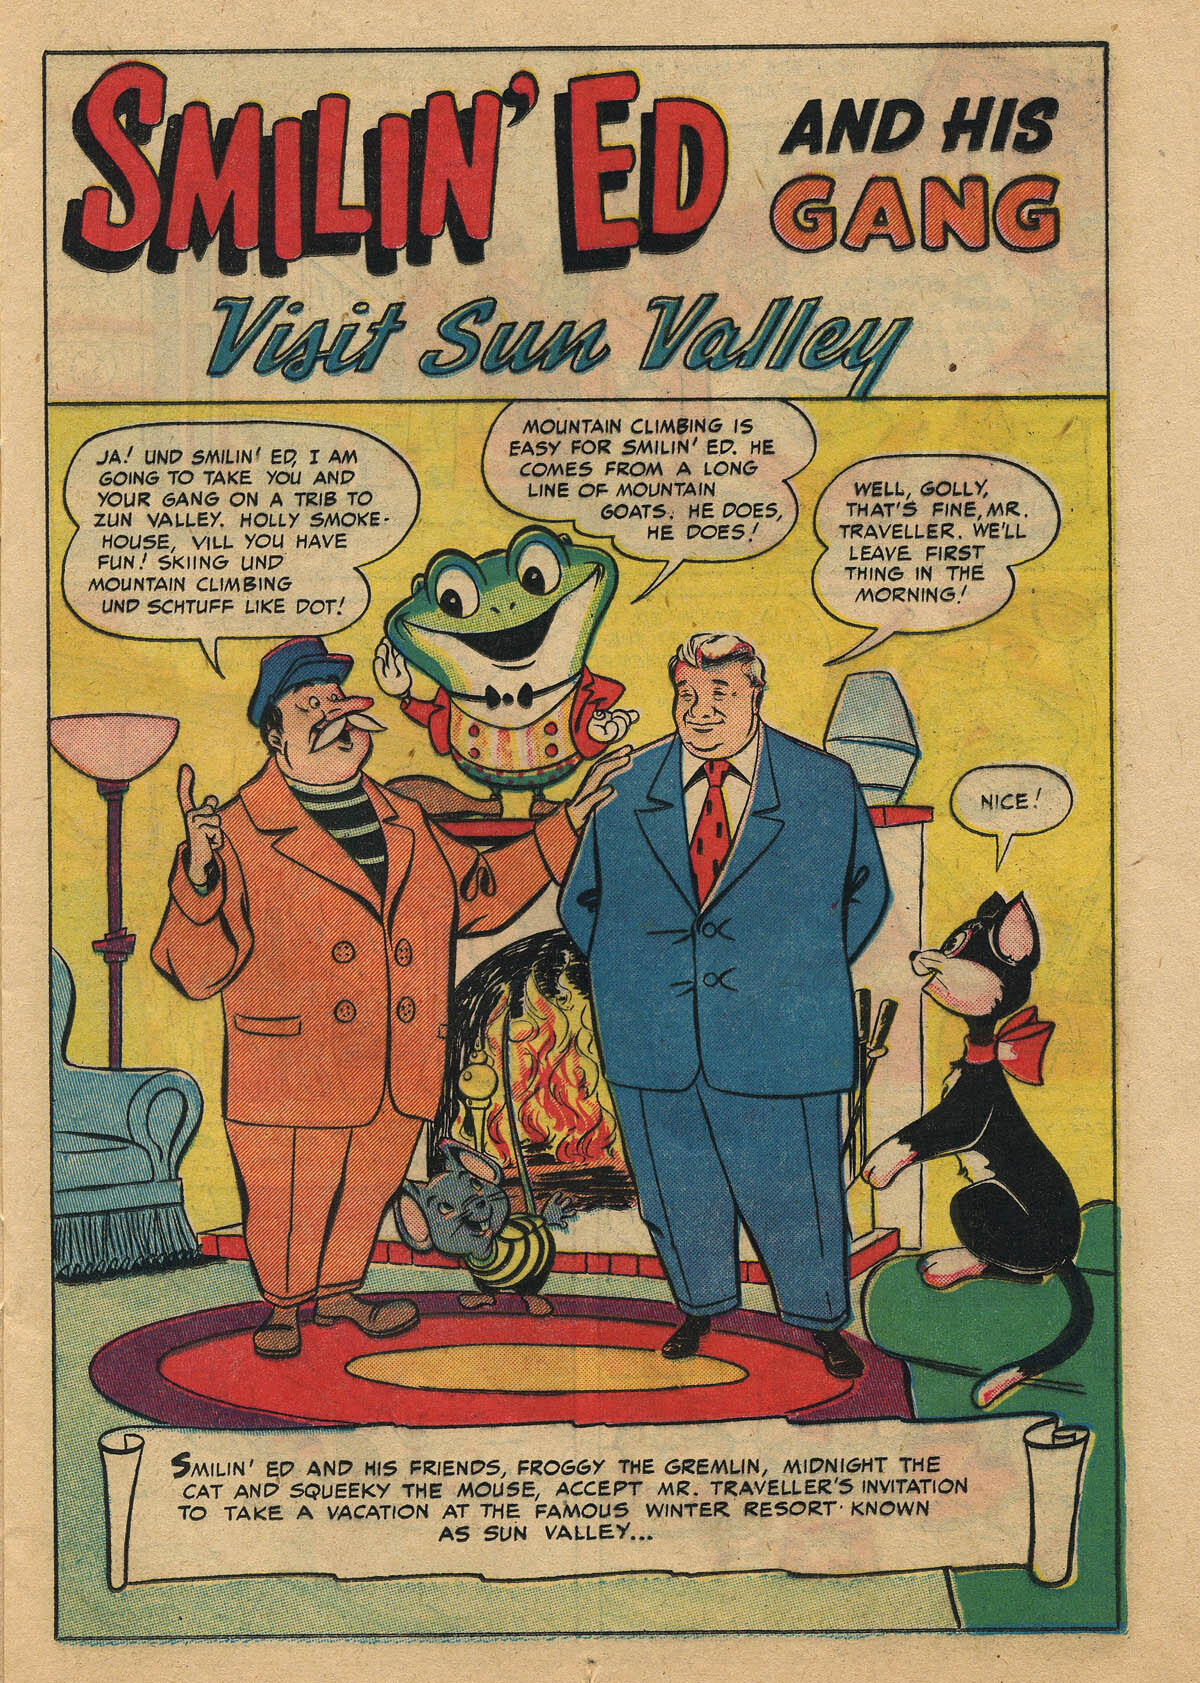 SMILIN' ED AND HIS
GANG
Visit Sun Valley
JA! UND SMILIN' ED, I AM
GOING TO TAKE YOU AND
YOUR GANG ON A TRIB TO
ZUN VALLEY. HOLLY SMOKE-
HOUSE, VILL YOU HAVE
FUN! SKIING UND
MOUNTAIN CLIMBING
UND SCHTUFF LIKE DOT!
MOUNTAIN CLIMBING IS
EASY FOR SMILIN' ED. HE
COMES FROM A LONG
LINE OF MOUNTAIN
GOATS. HE DOES,
HE DOES!
WELL, GOLLY,
THAT'S FINE, MR.
TRAVELLER. WE'LL
LEAVE FIRST
THING IN THE
MORNING!
NICE!
SMILIN' ED AND HIS FRIENDS, FROGGY THE GREMLIN, MIDNIGHT THE
CAT AND SQUEEKY THE MOUSE, ACCEPT MR. TRAVELLER'S INVITATION
TO TAKE A VACATION AT THE FAMOUS WINTER RESORT KNOWN
AS SUN VALLEY...